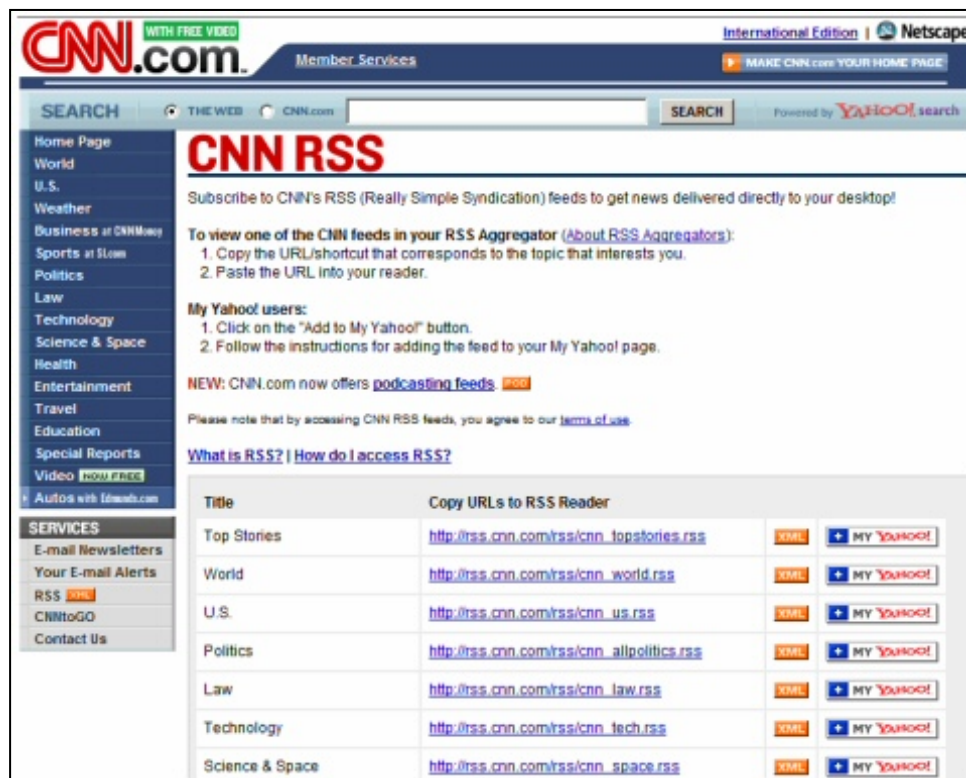 CNN.com WITH FREE VIDEO
International Edition | Netscape
Member Services
MAKE CNN.com YOUR HOME PAGE
SEARCH THE WEB CNN.com SEARCH Powered by YAHOO! search
Home Page
World
U.S.
Weather
Business at CNNMoney
Sports at SI.com
Politics
Law
Technology
Science & Space
Health
Entertainment
Travel
Education
Special Reports
Video NOW FREE
Autos with Edmunds.com
SERVICES
E-mail Newsletters
Your E-mail Alerts
RSS XML
CNNtoGO
Contact Us
CNN RSS
Subscribe to CNN's RSS (Really Simple Syndication) feeds to get news delivered directly to your desktop!
To view one of the CNN feeds in your RSS Aggregator (About RSS Aggregators):
1. Copy the URL/shortcut that corresponds to the topic that interests you.
2. Paste the URL into your reader.
My Yahoo! users:
1. Click on the "Add to My Yahoo!" button.
2. Follow the instructions for adding the feed to your My Yahoo! page.
NEW: CNN.com now offers podcasting feeds. POD
Please note that by accessing CNN RSS feeds, you agree to our terms of use.
What is RSS? | How do I access RSS?
Title Copy URLs to RSS Reader
Top Stories http://rss.cnn.com/rss/cnn_topstories.rss XML + MY YAHOO!
World http://rss.cnn.com/rss/cnn_world.rss XML + MY YAHOO!
U.S. http://rss.cnn.com/rss/cnn_us.rss XML + MY YAHOO!
Politics http://rss.cnn.com/rss/cnn_allpolitics.rss XML + MY YAHOO!
Law http://rss.cnn.com/rss/cnn_law.rss XML + MY YAHOO!
Technology http://rss.cnn.com/rss/cnn_tech.rss XML + MY YAHOO!
Science & Space http://rss.cnn.com/rss/cnn_space.rss XML + MY YAHOO!